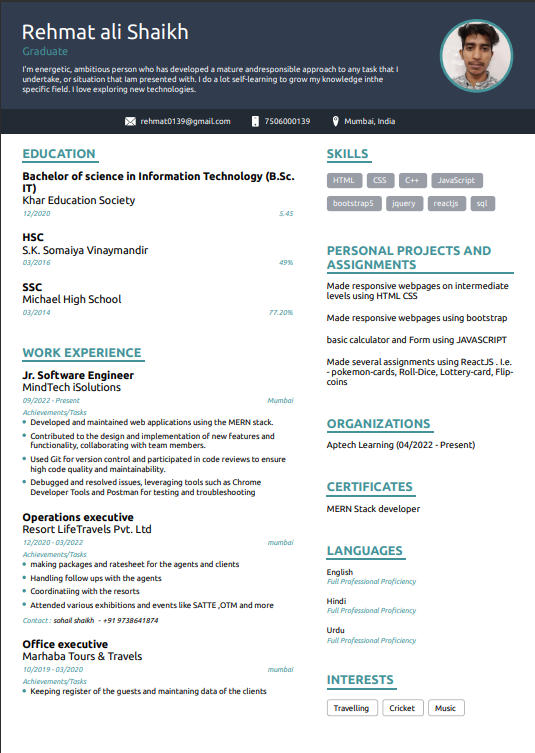 Rehmat ali Shaikh
Graduate
I'm energetic, ambitious person who has developed a mature andresponsible approach to any task that I
undertake, or situation that Iam presented with. I do a lot self-learning to grow my knowledge inthe
specific field. I love exploring new technologies.
rehmat0139@gmail.com
7506000139
Mumbai, India
EDUCATION
Bachelor of science in Information Technology (B.Sc.
IT)
Khar Education Society
12/2020
5.45
HSC
S.K. Somaiya Vinaymandir
03/2016
49%
SSC
Michael High School
03/2014
77.20%
WORK EXPERIENCE
Jr. Software Engineer
MindTech iSolutions
09/2022 - Present
Mumbai
Achievements/Tasks
Developed and maintained web applications using the MERN stack.
Contributed to the design and implementation of new features and
functionality, collaborating with team members.
Used Git for version control and participated in code reviews to ensure
high code quality and maintainability.
Debugged and resolved issues, leveraging tools such as Chrome
Developer Tools and Postman for testing and troubleshooting
Operations executive
Resort LifeTravels Pvt. Ltd
12/2020 - 03/2022
mumbai
Achievements/Tasks
making packages and ratesheet for the agents and clients
Handling follow ups with the agents
Coordinatiing with the resorts
Attended various exhibitions and events like SATTE ,OTM and more
Contact : sohail shaikh - +91 9738641874
Office executive
Marhaba Tours & Travels
10/2019 - 03/2020
mumbai
Achievements/Tasks
Keeping register of the guests and maintaning data of the clients
SKILLS
HTML
CSS
C++
JavaScript
bootstrap5
jquery
reactjs
sql
PERSONAL PROJECTS AND
ASSIGNMENTS
Made responsive webpages on intermediate
levels using HTML CSS
Made responsive webpages using bootstrap
basic calculator and Form using JAVASCRIPT
Made several assignments using ReactJS . I.e.
- pokemon-cards, Roll-Dice, Lottery-card, Flip-
coins
ORGANIZATIONS
Aptech Learning (04/2022 - Present)
CERTIFICATES
MERN Stack developer
LANGUAGES
English
Full Professional Proficiency
Hindi
Full Professional Proficiency
Urdu
Full Professional Proficiency
INTERESTS
Travelling
Cricket
Music